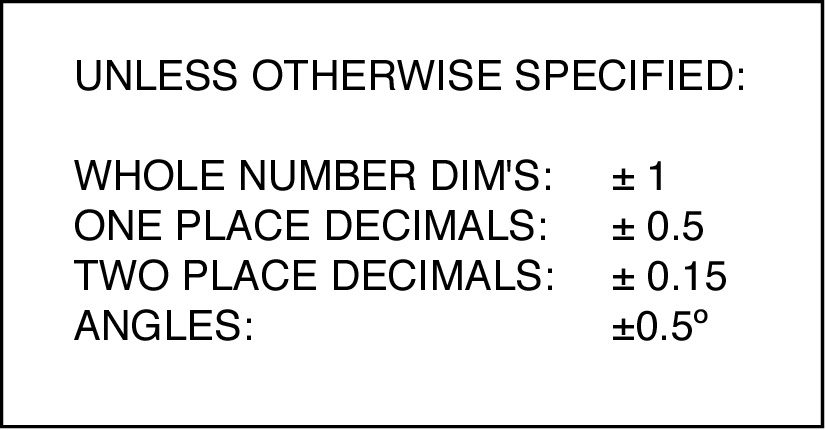 UNLESS OTHERWISE SPECIFIED:
WHOLE NUMBER DIM'S: ± 1
ONE PLACE DECIMALS: ± 0.5
TWO PLACE DECIMALS: ± 0.15
ANGLES: ±0.5º